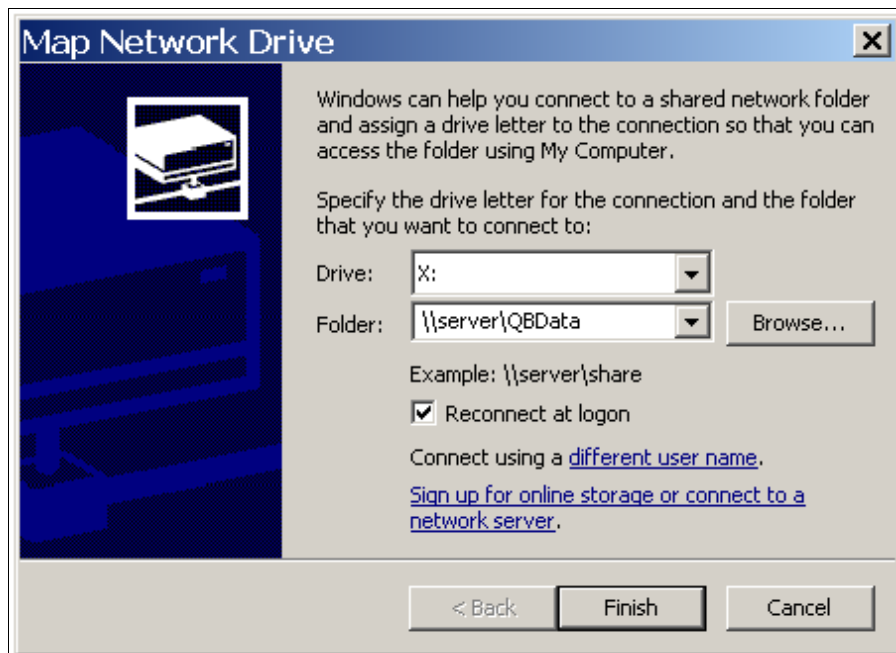 Map Network Drive
Windows can help you connect to a shared network folder
and assign a drive letter to the connection so that you can
access the folder using My Computer.
Specify the drive letter for the connection and the folder
that you want to connect to:
Drive: X:
Folder: \\server\QBData Browse...
Example: \\server\share
Reconnect at logon
Connect using a different user name.
Sign up for online storage or connect to a
network server.
< Back Finish Cancel